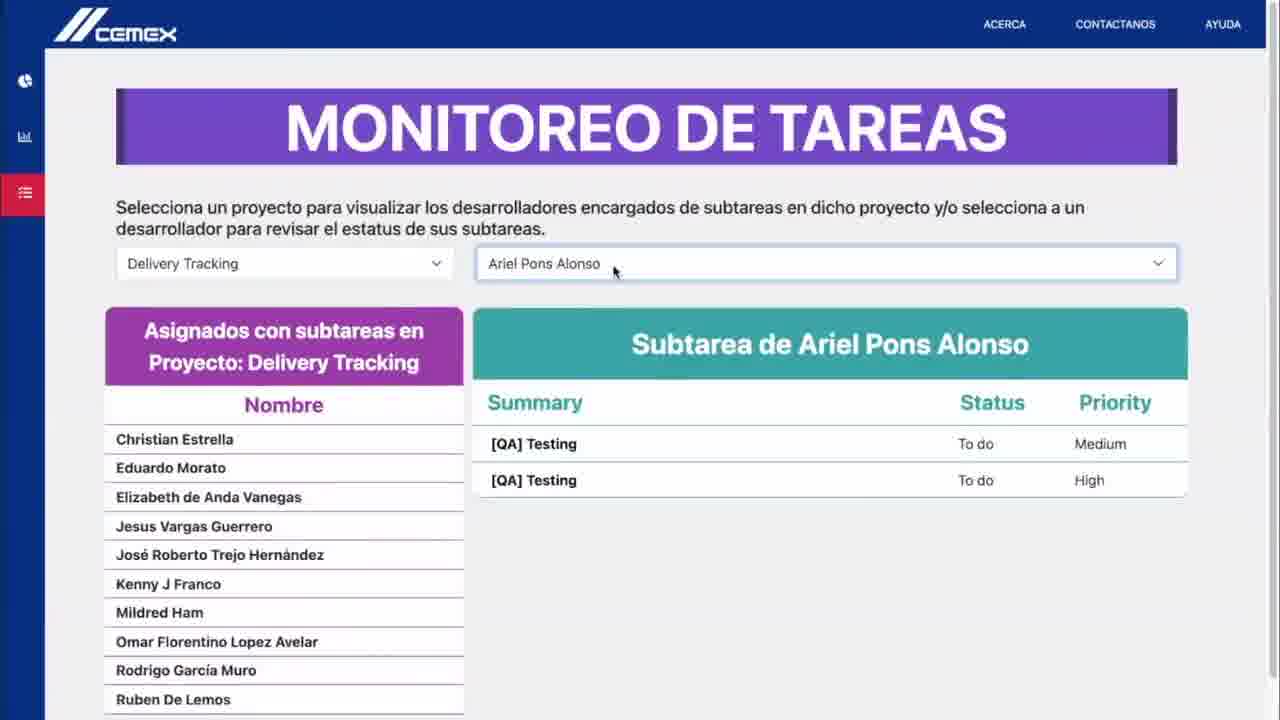 CEMEX
ACERCA
CONTACTANOS
AYUDA
MONITOREO DE TAREAS
Selecciona un proyecto para visualizar los desarrolladores encargados de subtareas en dicho proyecto y/o selecciona a un
desarrollador para revisar el estatus de sus subtareas.
Delivery Tracking
Ariel Pons Alonso
Asignados con subtareas en
Proyecto: Delivery Tracking
Nombre
Christian Estrella
Eduardo Morato
Elizabeth de Anda Vanegas
Jesus Vargas Guerrero
José Roberto Trejo Hernández
Kenny J Franco
Mildred Ham
Omar Florentino Lopez Avelar
Rodrigo García Muro
Ruben De Lemos
Subtarea de Ariel Pons Alonso
Summary Status Priority
[QA] Testing To do Medium
[QA] Testing To do High